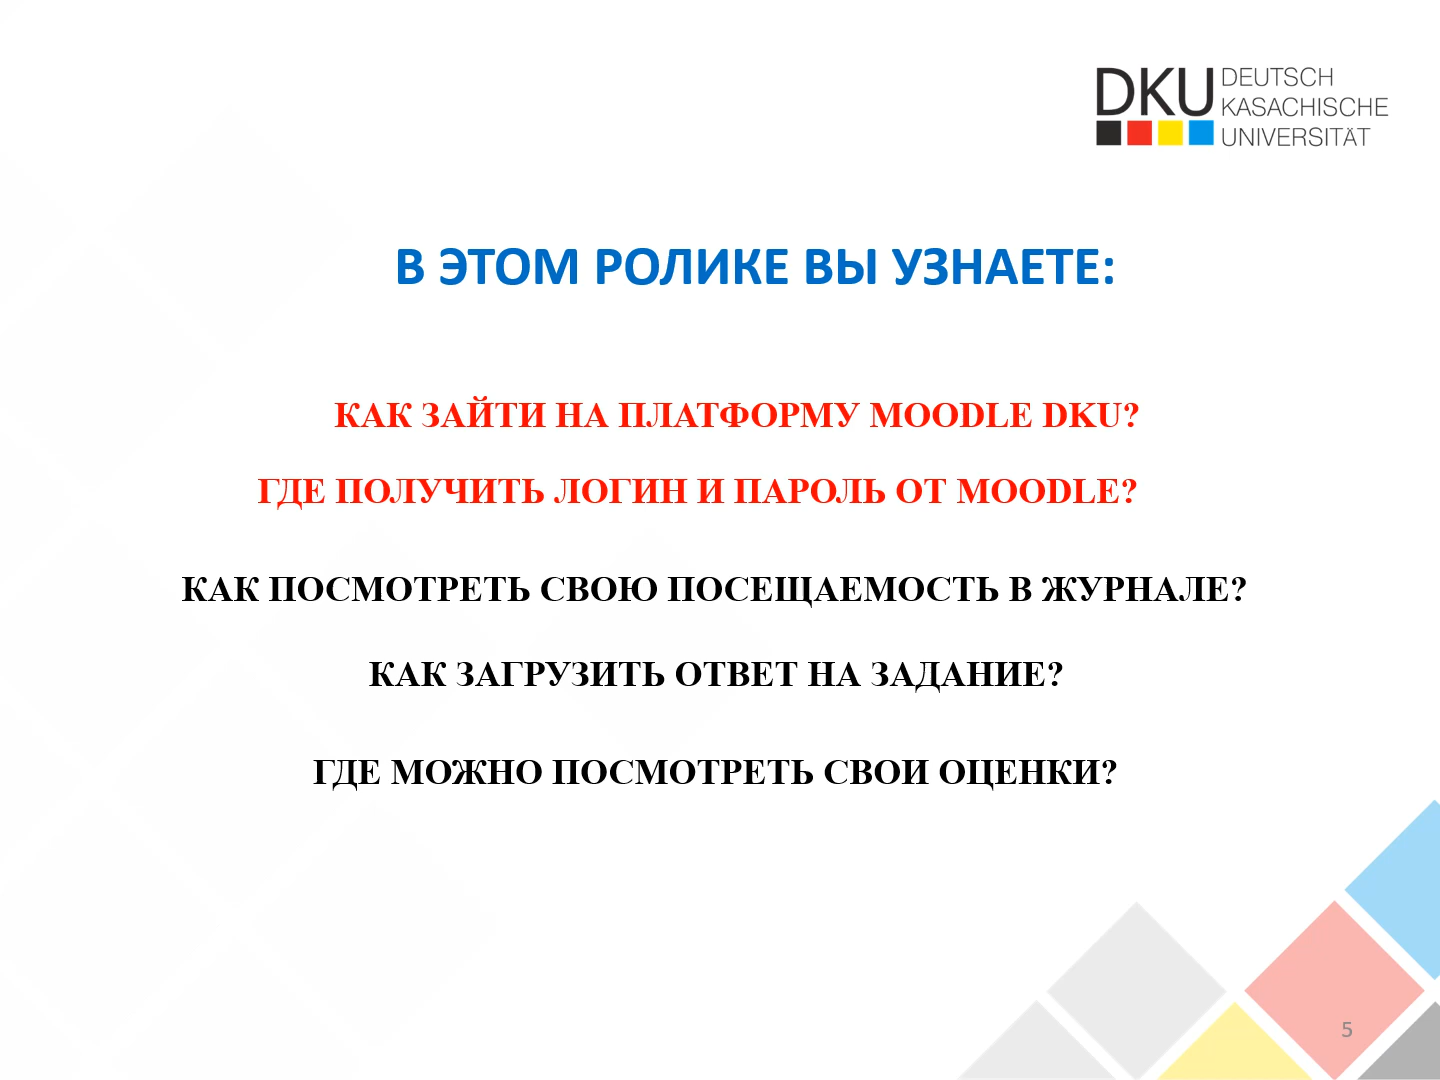 DKU DEUTSCH
KASACHISCHE
UNIVERSITÄT
В ЭТОМ РОЛИКЕ ВЫ УЗНАЕТЕ:
КАК ЗАЙТИ НА ПЛАТФОРМУ MOODLE DKU?
ГДЕ ПОЛУЧИТЬ ЛОГИН И ПАРОЛЬ ОТ MOODLE?
КАК ПОСМОТРЕТЬ СВОЮ ПОСЕЩАЕМОСТЬ В ЖУРНАЛЕ?
КАК ЗАГРУЗИТЬ ОТВЕТ НА ЗАДАНИЕ?
ГДЕ МОЖНО ПОСМОТРЕТЬ СВОИ ОЦЕНКИ?
5